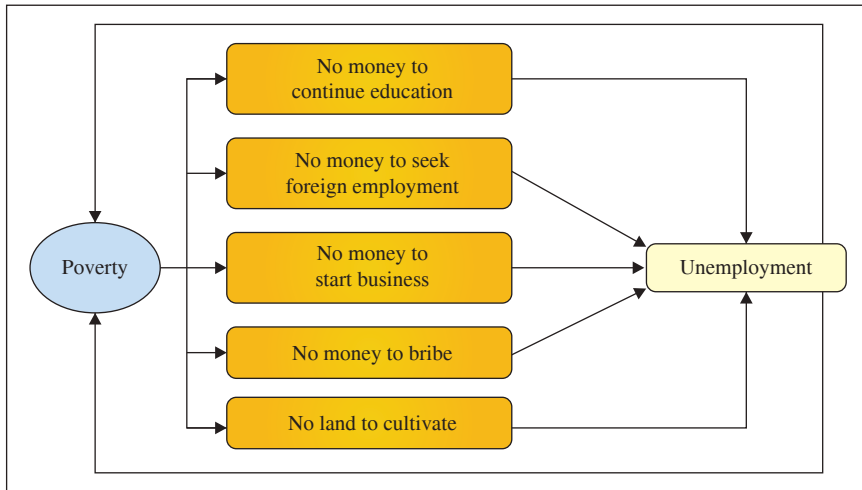 No money to
continue education
No money to seek
foreign employment
Poverty
No money to
start business
Unemployment
No money to bribe
No land to cultivate